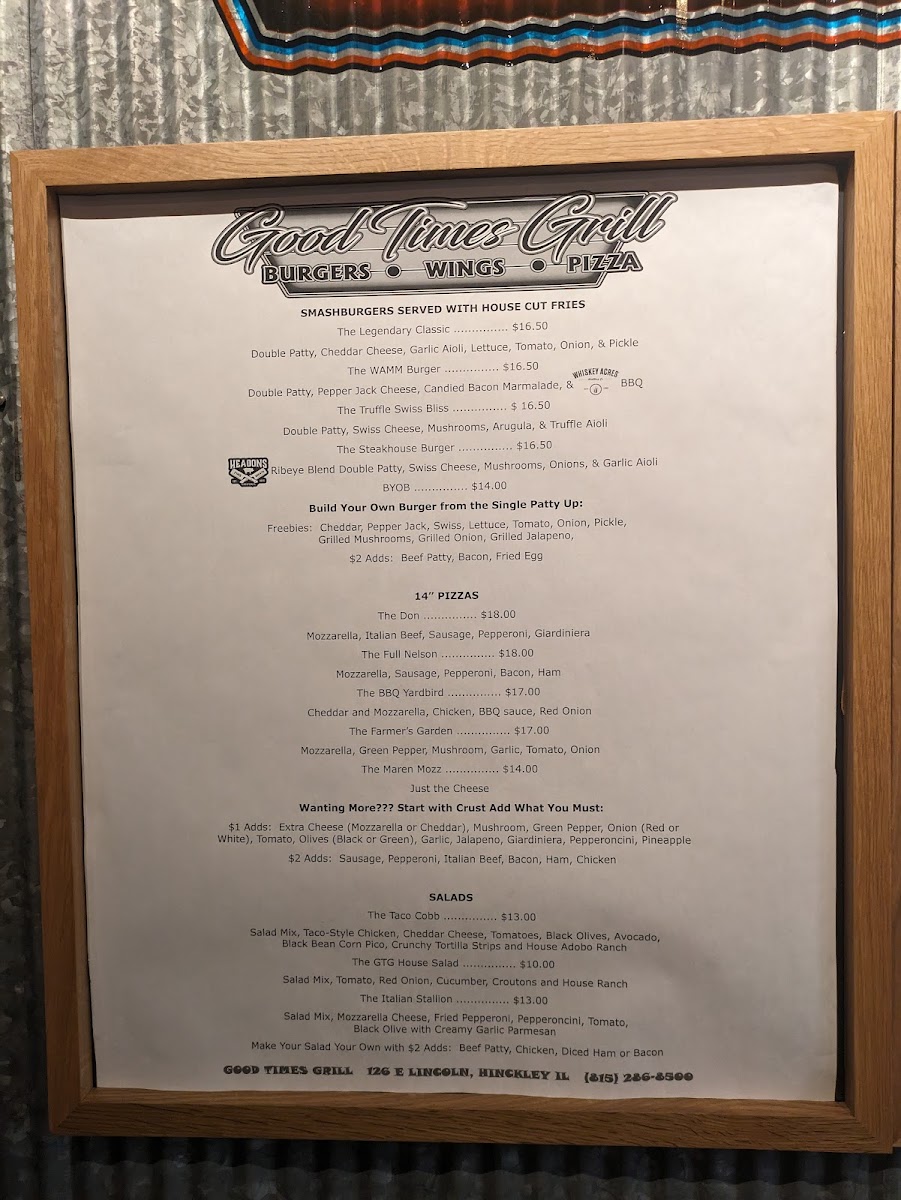 Good Times Grill
BURGERS • WINGS • PIZZA
SMASHBURGERS SERVED WITH HOUSE CUT FRIES
The Legendary Classic ............... $16.50
Double Patty, Cheddar Cheese, Garlic Aioli, Lettuce, Tomato, Onion, & Pickle
The WAMM Burger ............... $16.50
Double Patty, Pepper Jack Cheese, Candied Bacon Marmalade, & WHISKEY ACRES BBQ
The Truffle Swiss Bliss ............... $ 16.50
Double Patty, Swiss Cheese, Mushrooms, Arugula, & Truffle Aioli
The Steakhouse Burger ............... $16.50
HEADONS Ribeye Blend Double Patty, Swiss Cheese, Mushrooms, Onions, & Garlic Aioli
BYOB ............... $14.00
Build Your Own Burger from the Single Patty Up:
Freebies: Cheddar, Pepper Jack, Swiss, Lettuce, Tomato, Onion, Pickle,
Grilled Mushrooms, Grilled Onion, Grilled Jalapeno,
$2 Adds: Beef Patty, Bacon, Fried Egg
14” PIZZAS
The Don ............... $18.00
Mozzarella, Italian Beef, Sausage, Pepperoni, Giardiniera
The Full Nelson ............... $18.00
Mozzarella, Sausage, Pepperoni, Bacon, Ham
The BBQ Yardbird ............... $17.00
Cheddar and Mozzarella, Chicken, BBQ sauce, Red Onion
The Farmer’s Garden ............... $17.00
Mozzarella, Green Pepper, Mushroom, Garlic, Tomato, Onion
The Maren Mozz ............... $14.00
Just the Cheese
Wanting More??? Start with Crust Add What You Must:
$1 Adds: Extra Cheese (Mozzarella or Cheddar), Mushroom, Green Pepper, Onion (Red or
White), Tomato, Olives (Black or Green), Garlic, Jalapeno, Giardiniera, Pepperoncini, Pineapple
$2 Adds: Sausage, Pepperoni, Italian Beef, Bacon, Ham, Chicken
SALADS
The Taco Cobb ............... $13.00
Salad Mix, Taco-Style Chicken, Cheddar Cheese, Tomatoes, Black Olives, Avocado,
Black Bean Corn Pico, Crunchy Tortilla Strips and House Adobo Ranch
The GTG House Salad ............... $10.00
Salad Mix, Tomato, Red Onion, Cucumber, Croutons and House Ranch
The Italian Stallion ............... $13.00
Salad Mix, Mozzarella Cheese, Fried Pepperoni, Pepperoncini, Tomato,
Black Olive with Creamy Garlic Parmesan
Make Your Salad Your Own with $2 Adds: Beef Patty, Chicken, Diced Ham or Bacon
GOOD TIMES GRILL 126 E LINCOLN, HINCKLEY IL (815) 286-8500